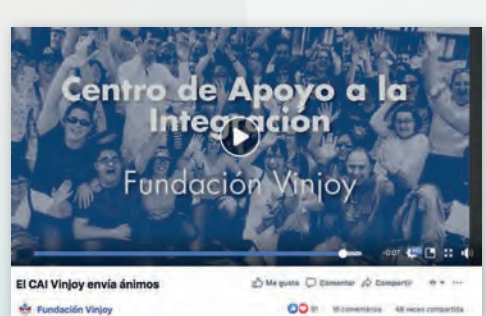 Centro de Apoyo a la
Integración
Fundación Vinjoy
-0:07 HD
El CAI Vinjoy envía ánimos
Me gusta Comentar Compartir
Fundación Vinjoy
91 16 comentarios 48 veces compartida